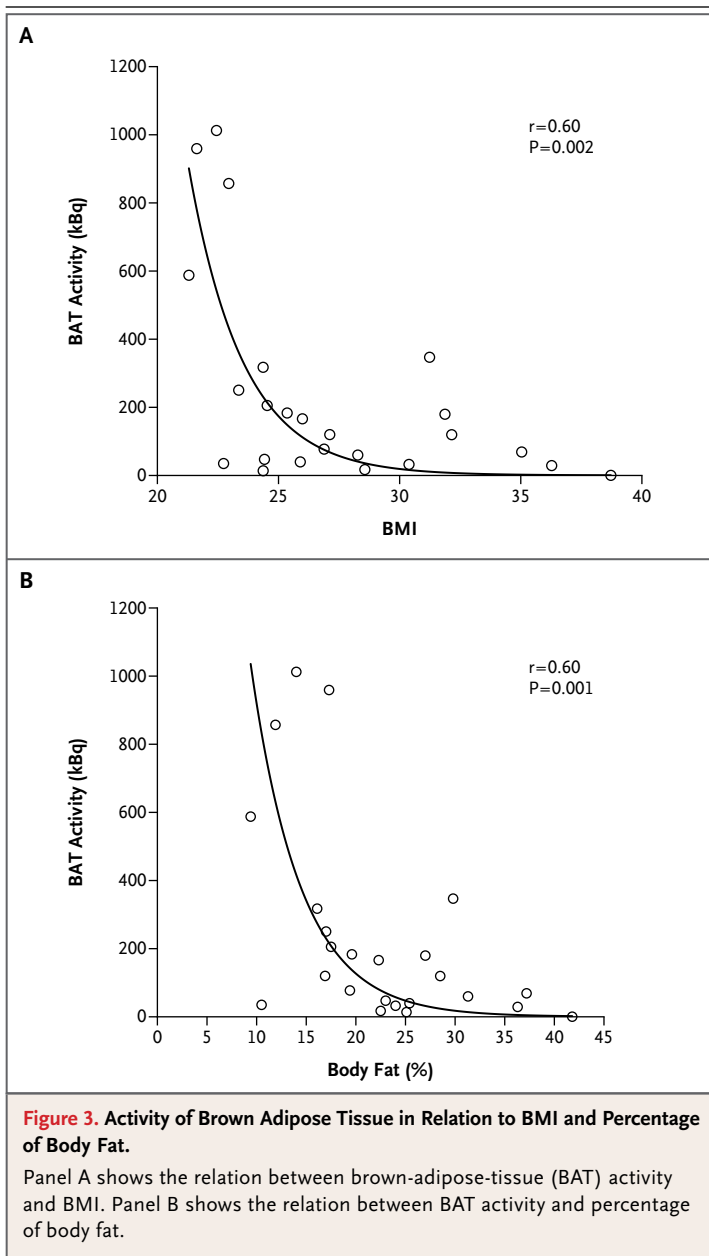 A
1200
1000
800
600
400
200
0
BAT Activity (kBq)
r=0.60
P=0.002
20 25 30 35 40
BMI
B
1200
1000
800
600
400
200
0
BAT Activity (kBq)
r=0.60
P=0.001
0 5 10 15 20 25 30 35 40 45
Body Fat (%)
Figure 3. Activity of Brown Adipose Tissue in Relation to BMI and Percentage
of Body Fat.
Panel A shows the relation between brown-adipose-tissue (BAT) activity
and BMI. Panel B shows the relation between BAT activity and percentage
of body fat.